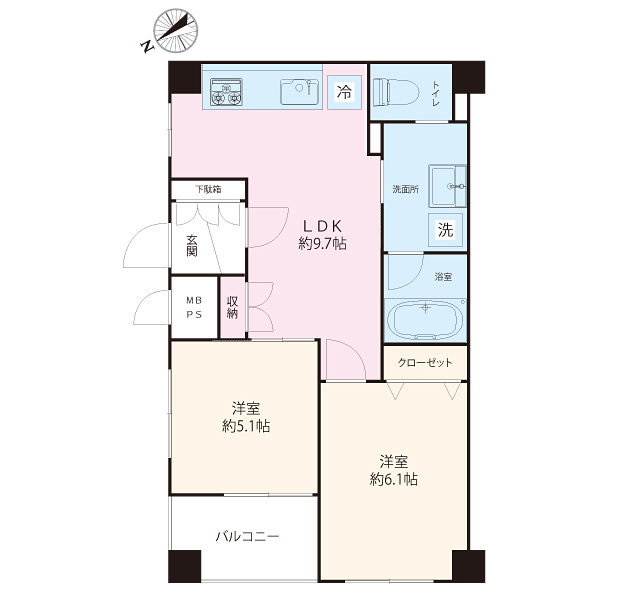 N
冷
トイレ
下駄箱
洗面所
玄関
LDK
約9.7帖
洗
浴室
MB
PS
収納
クローゼット
洋室
約5.1帖
洋室
約6.1帖
バルコニー